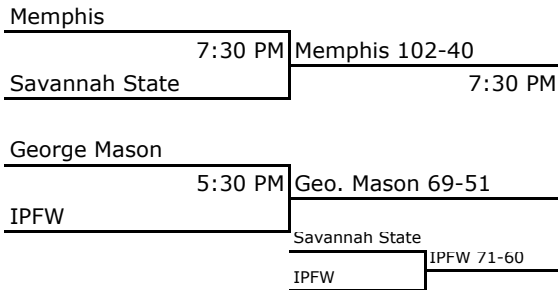 Memphis
7:30 PM Memphis 102-40
Savannah State 7:30 PM
George Mason
5:30 PM Geo. Mason 69-51
IPFW
Savannah State
IPFW 71-60
IPFW